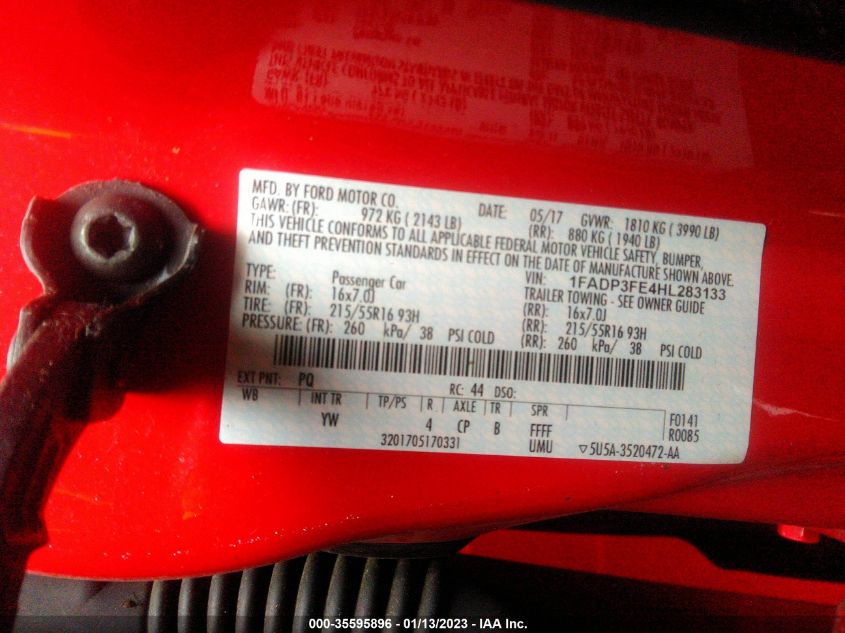 MFD. BY FORD MOTOR CO. DATE: 05/17 GVWR: 1810 KG ( 3990 LB)
GAWR: (FR): 972 KG ( 2143 LB) (RR): 880 KG ( 1940 LB)
THIS VEHICLE CONFORMS TO ALL APPLICABLE FEDERAL MOTOR VEHICLE SAFETY, BUMPER,
AND THEFT PREVENTION STANDARDS IN EFFECT ON THE DATE OF MANUFACTURE SHOWN ABOVE.
VIN: 1FADP3FE4HL283133
TYPE: Passenger Car TRAILER TOWING - SEE OWNER GUIDE
RIM: (FR): 16x7.0J (RR): 16x7.0J
TIRE: (FR): 215/55R16 93H (RR): 215/55R16 93H
PRESSURE: (FR): 260 kPa/ 38 PSI COLD (RR): 260 kPa/ 38 PSI COLD
EXT PNT: PQ RC: 44 DSO:
WB INT TR TP/PS R AXLE TR SPR F0141
YW 4 CP B FFFF R0085
3201705170331 UMU ▽5U5A-3520472-AA
000-35595896 - 01/13/2023 - IAA Inc.